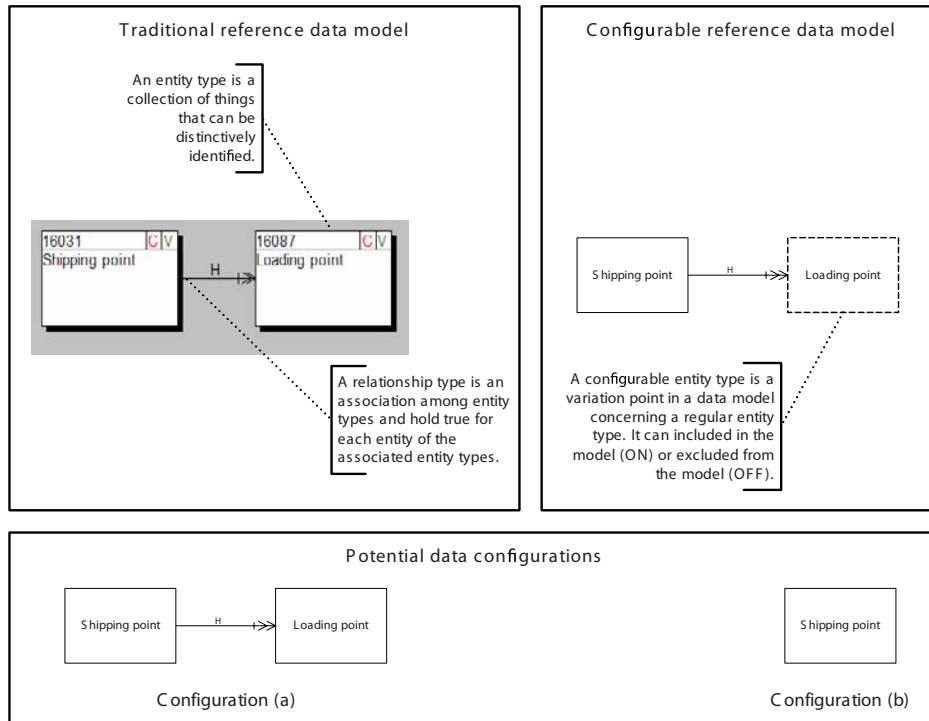 Traditional reference data model
An entity type is a
collection of things
that can be
distinctively
identified.
16031 C V
Shipping point
H
16087 C V
Loading point
A relationship type is an
association among entity
types and hold true for
each entity of the
associated entity types.
Configurable reference data model
Shipping point
H
Loading point
A configurable entity type is a
variation point in a data model
concerning a regular entity
type. It can included in the
model (ON) or excluded from
the model (OFF).
Potential data configurations
Shipping point
H
Loading point
Configuration (a)
Shipping point
Configuration (b)